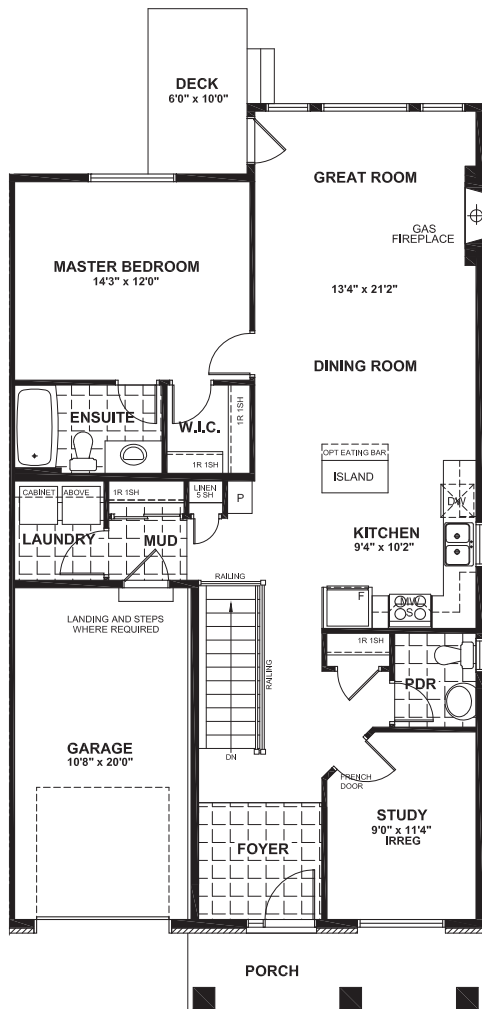 DECK
6'0" x 10'0"
GREAT ROOM
GAS
FIREPLACE
MASTER BEDROOM
14'3" x 12'0"
13'4" x 21'2"
DINING ROOM
ENSUITE
W.I.C.
1R 1SH
1R 1SH
OPT EATING BAR
ISLAND
CABINET ABOVE
1R 1SH
LINEN
5 SH
P
DW
LAUNDRY
MUD
KITCHEN
9'4" x 10'2"
RAILING
F
MW
S
LANDING AND STEPS
WHERE REQUIRED
1R 1SH
RAILING
PDR
GARAGE
10'8" x 20'0"
DN
FRENCH
DOOR
STUDY
9'0" x 11'4"
IRREG
FOYER
PORCH